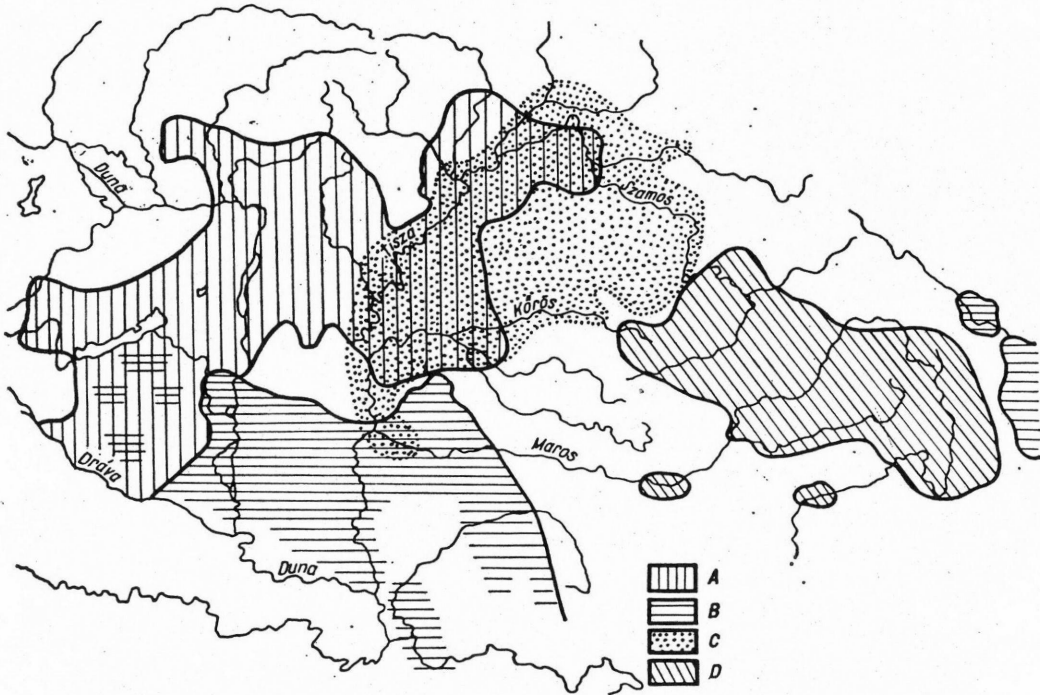 Duna
Szamos
Tisza
Körös
Maros
Dráva
Duna
A
B
C
D